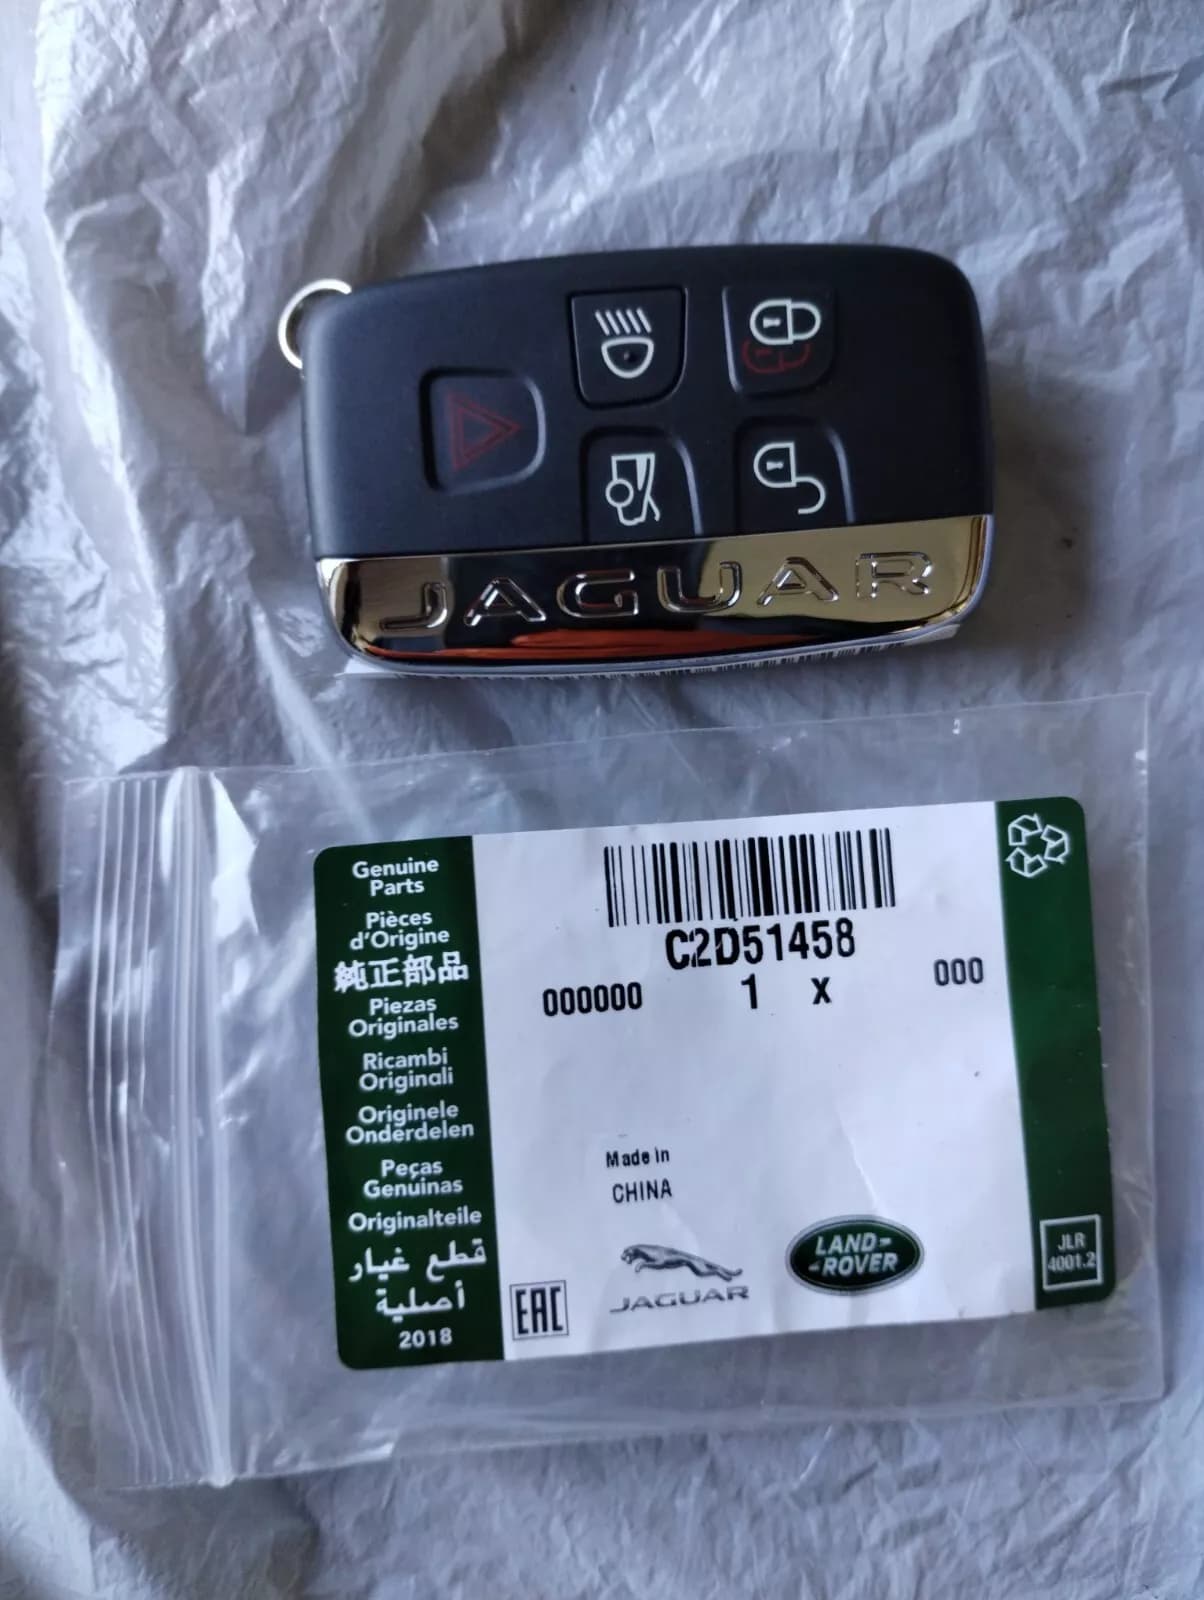 JAGUAR
Genuine
Parts
Pièces
d'Origine
純正部品
Piezas
Originales
Ricambi
Originali
Originele
Onderdelen
Peças
Genuinas
Originalteile
قطع غيار
أصلية
2018
C2D51458
000000 1 X 000
Made in
CHINA
EAC
JAGUAR
LAND-
-ROVER
JLR
4001.2